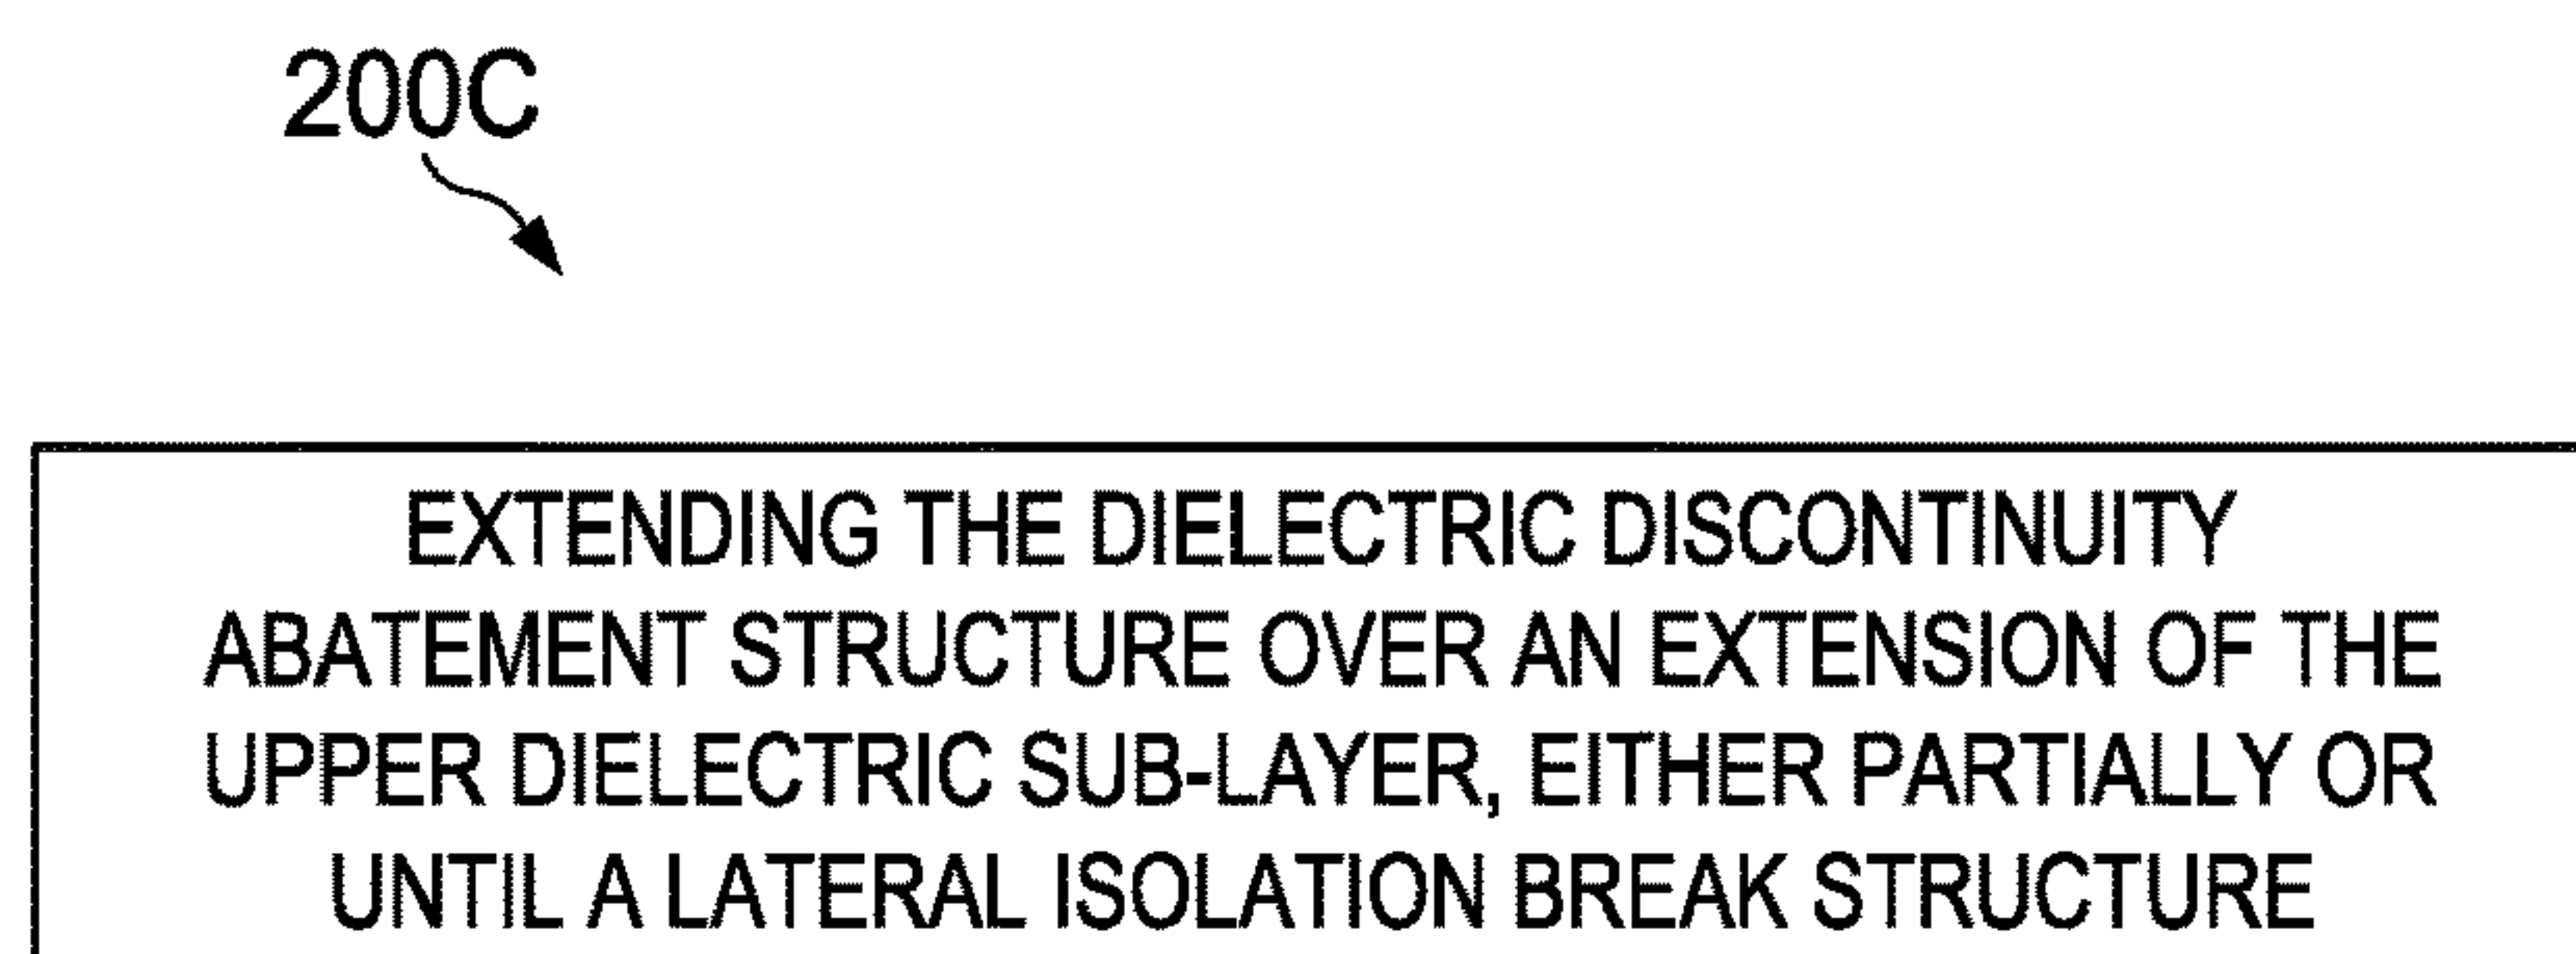 200C
EXTENDING THE DIELECTRIC DISCONTINUITY
ABATEMENT STRUCTURE OVER AN EXTENSION OF THE
UPPER DIELECTRIC SUB-LAYER, EITHER PARTIALLY OR
UNTIL A LATERAL ISOLATION BREAK STRUCTURE